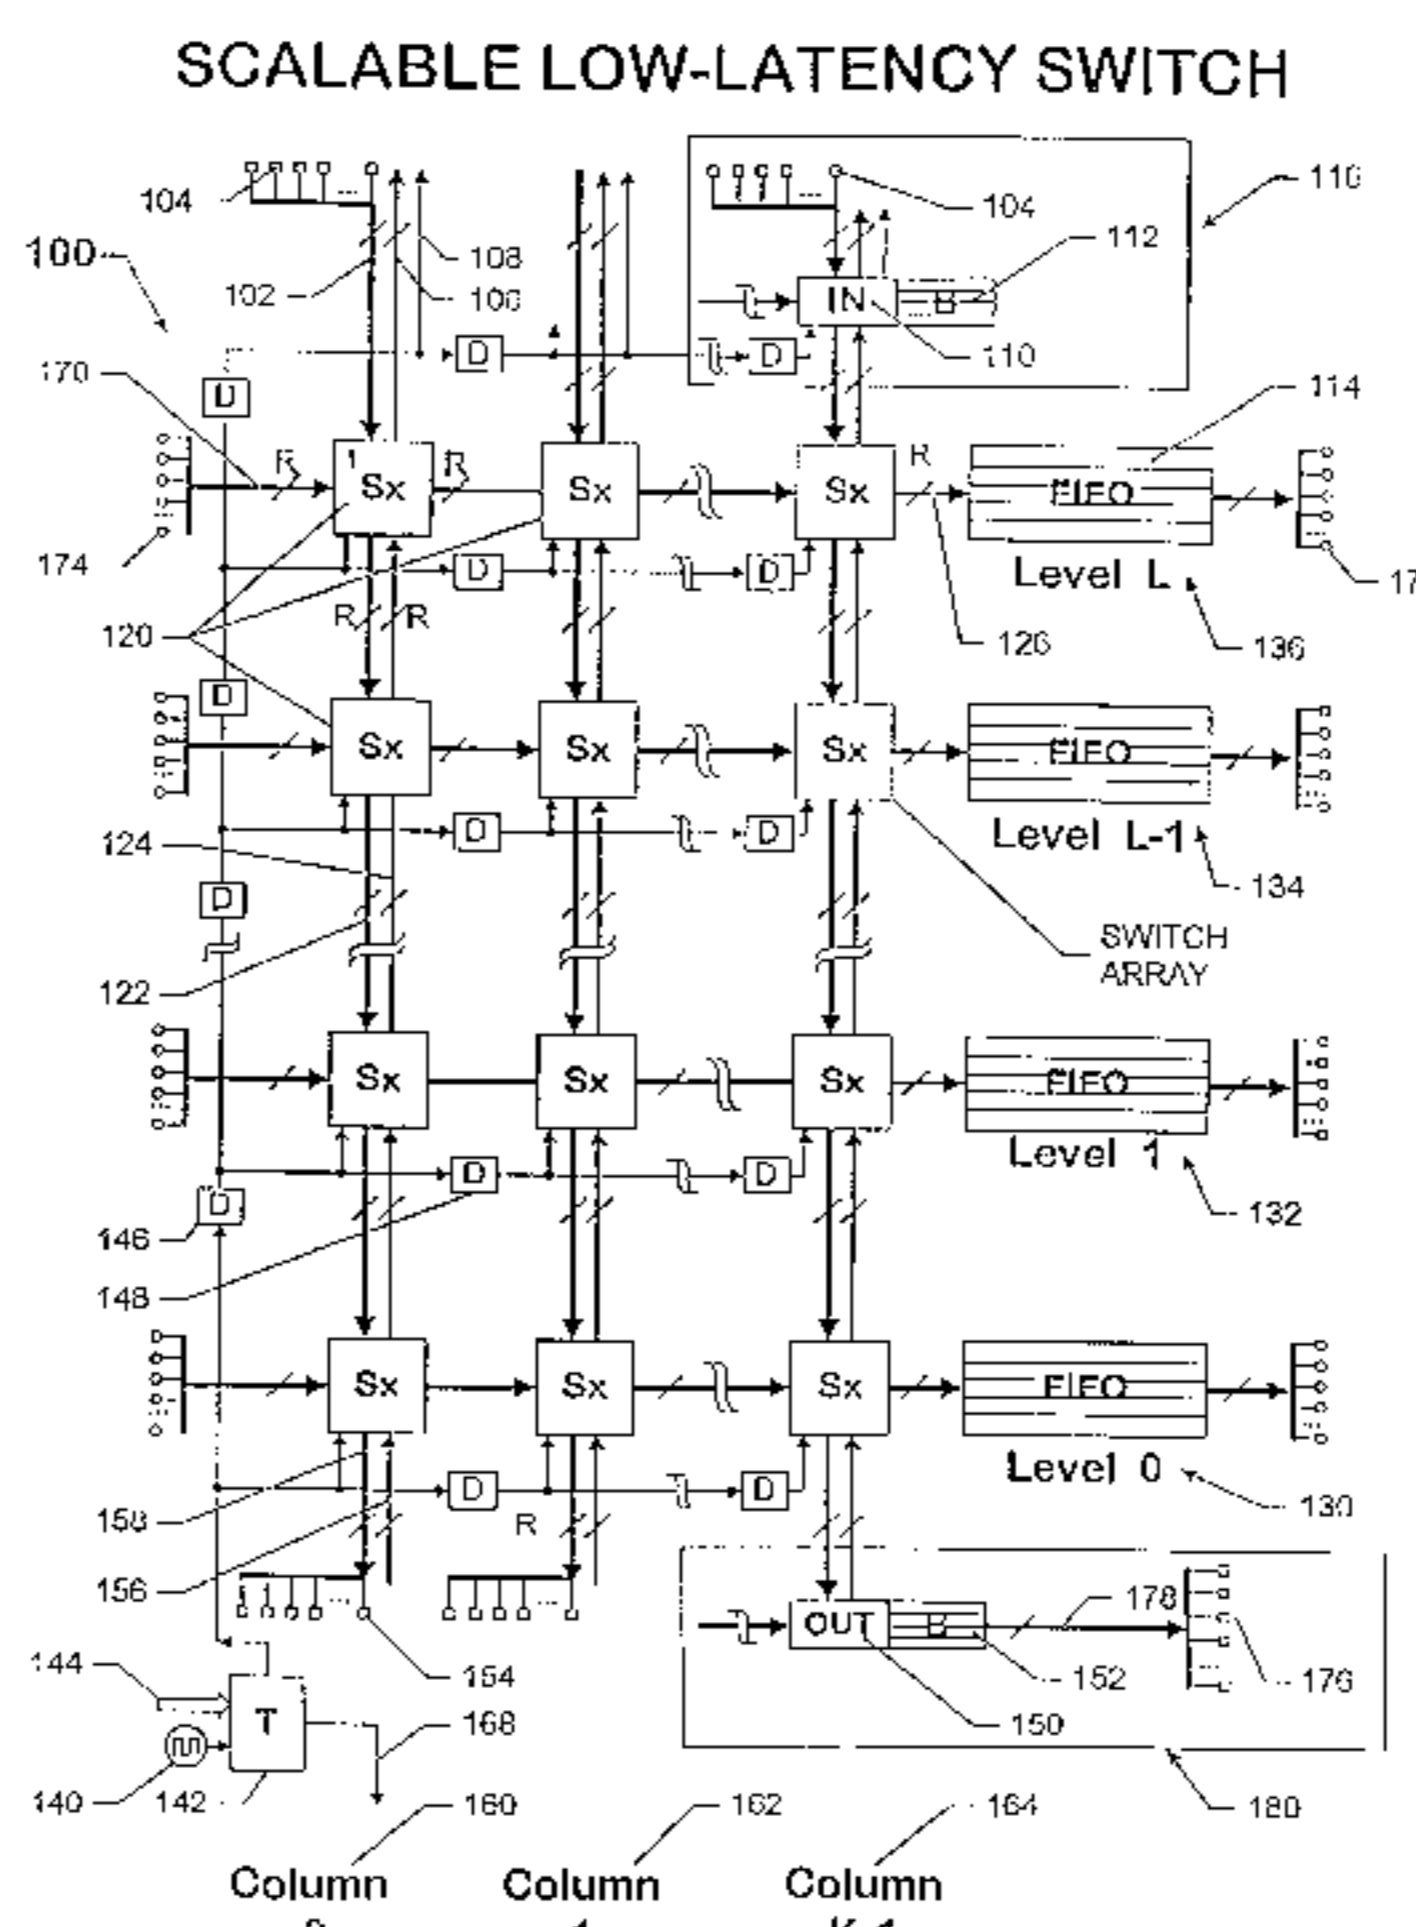 SCALABLE LOW-LATENCY SWITCH
104
104
112
100
108
102
IN
B
D
D
110
170
D
114
R
R
R
Sx
Sx
Sx
FIFO
174
D
D
Level L
R
R
120
126
136
D
Sx
Sx
Sx
FIFO
D
D
Level L-1
124
134
D
SWITCH
ARRAY
122
Sx
Sx
Sx
FIFO
D
D
Level 1
D
146
132
148
Sx
Sx
Sx
FIFO
Level 0
D
D
130
158
R
156
178
OUT
B
144
154
152
176
T
168
150
140
142
160
162
164
180
Column
Column
Column